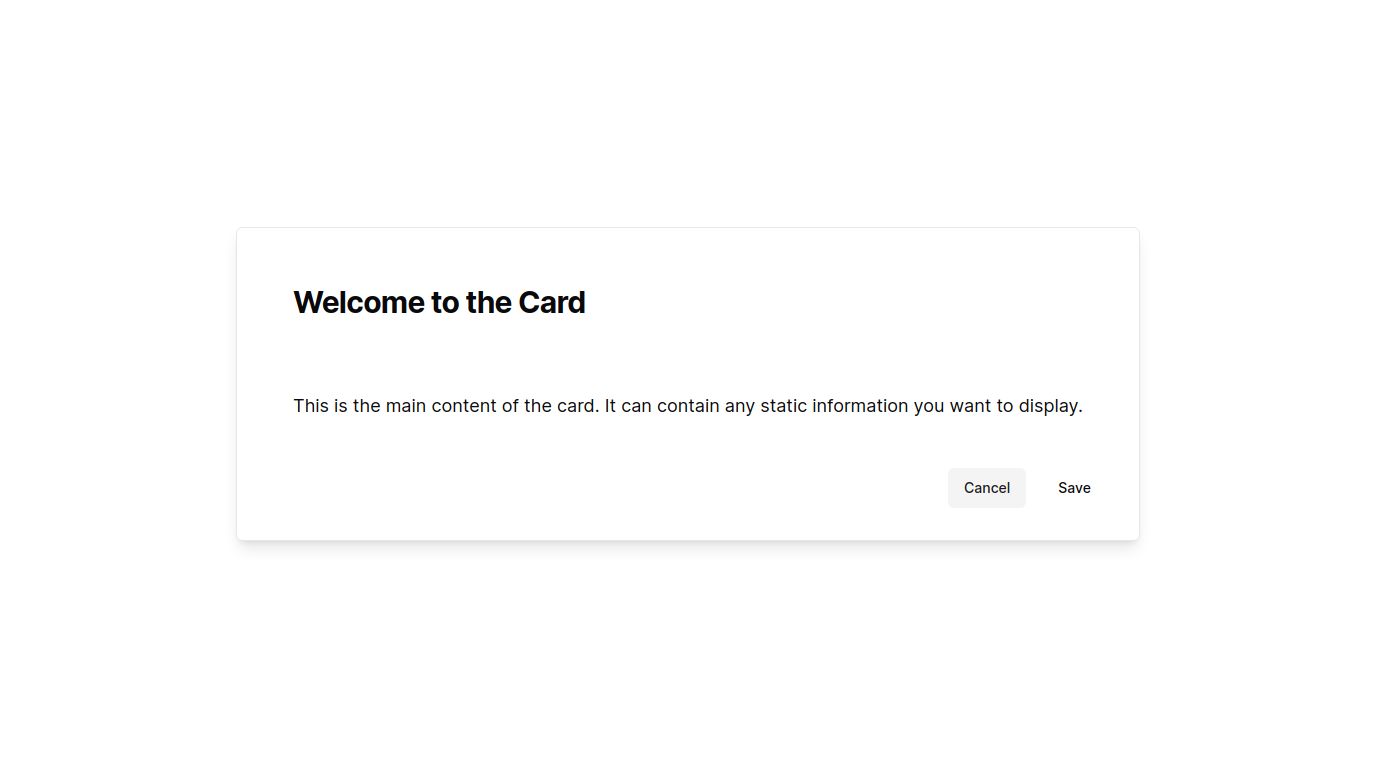 Welcome to the Card
This is the main content of the card. It can contain any static information you want to display.
Cancel Save